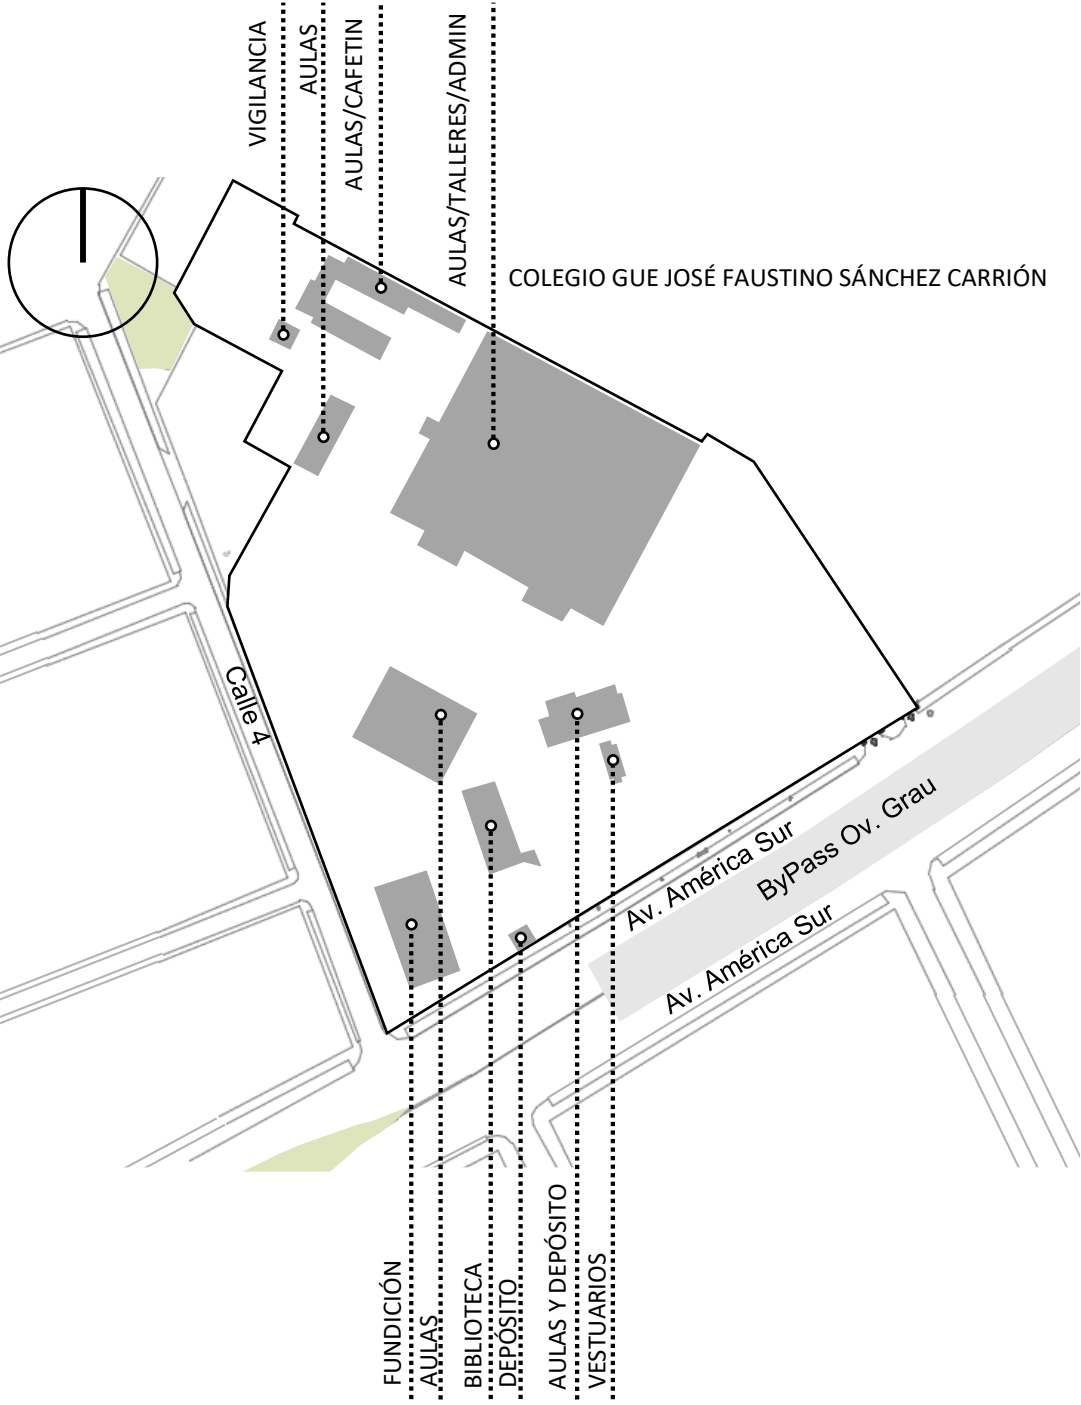 VIGILANCIA
AULAS
AULAS/CAFETIN
AULAS/TALLERES/ADMIN
COLEGIO GUE JOSÉ FAUSTINO SÁNCHEZ CARRIÓN
Calle 4
Av. América Sur
ByPass Ov. Grau
Av. América Sur
FUNDICIÓN
AULAS
BIBLIOTECA
DEPÓSITO
AULAS Y DEPÓSITO
VESTUARIOS